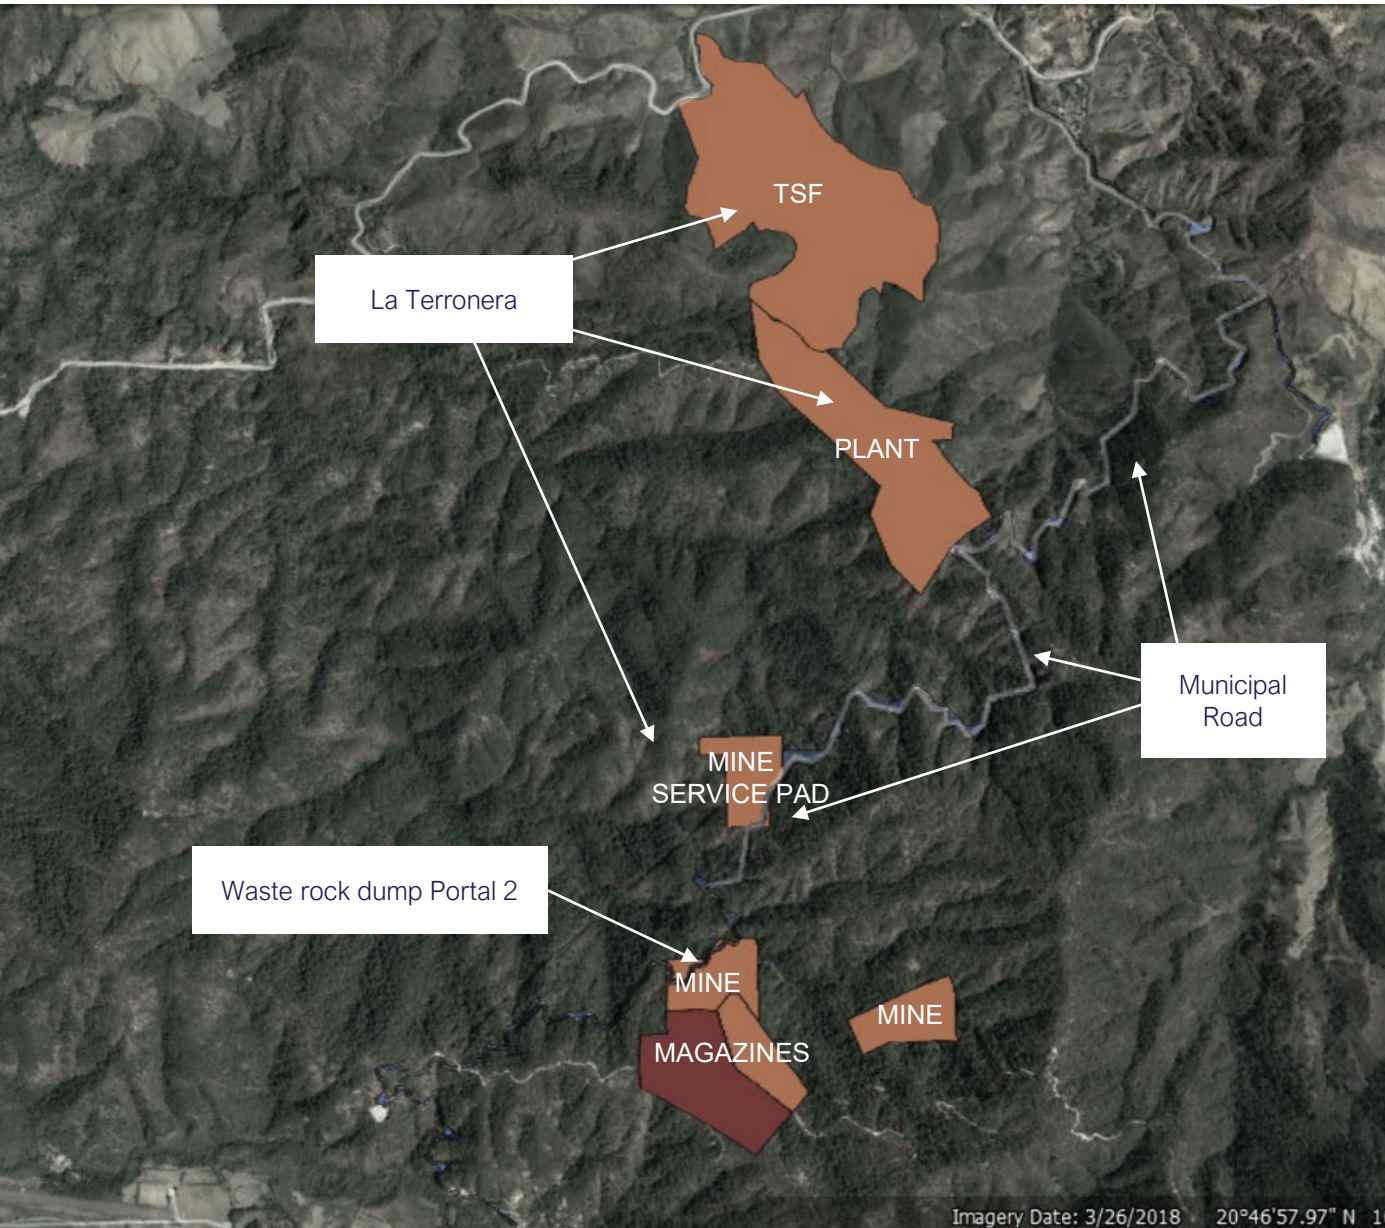 TSF
La Terronera
PLANT
Municipal
Road
MINE
SERVICE PAD
Waste rock dump Portal 2
MINE
MINE
MAGAZINES
Imagery Date: 3/26/2018 20°46'57.97" N 1